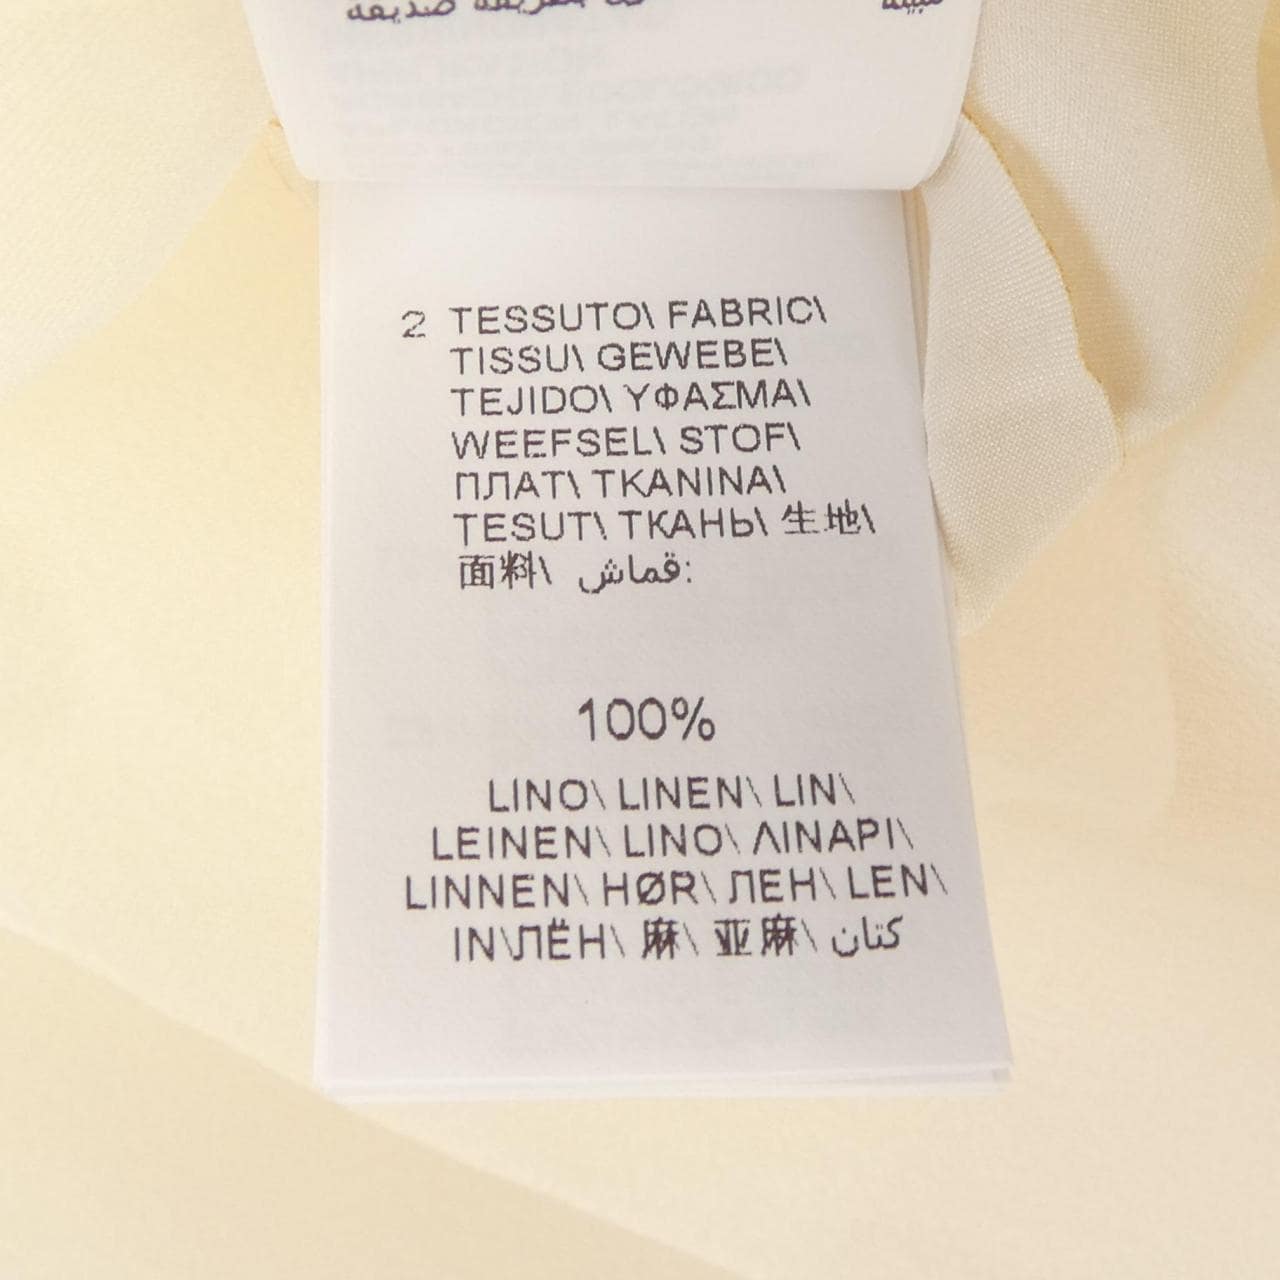 2 TESSUTO\ FABRIC\
TISSU\ GEWEBE\
TEJIDO\ ΥΦΑΣΜΑ\
WEEFSEL\ STOF\
ПЛАТ\ TKANINA\
TESUT\ ТКАНЬ\ 生地\
面料\ قماش:
100%
LINO\ LINEN\ LIN\
LEINEN\ LINO\ ΛΙΝΑΡΙ\
LINNEN\ HØR\ ЛЕН\ LEN\
IN\ЛЁН\ 麻\ 亚麻\ كتان